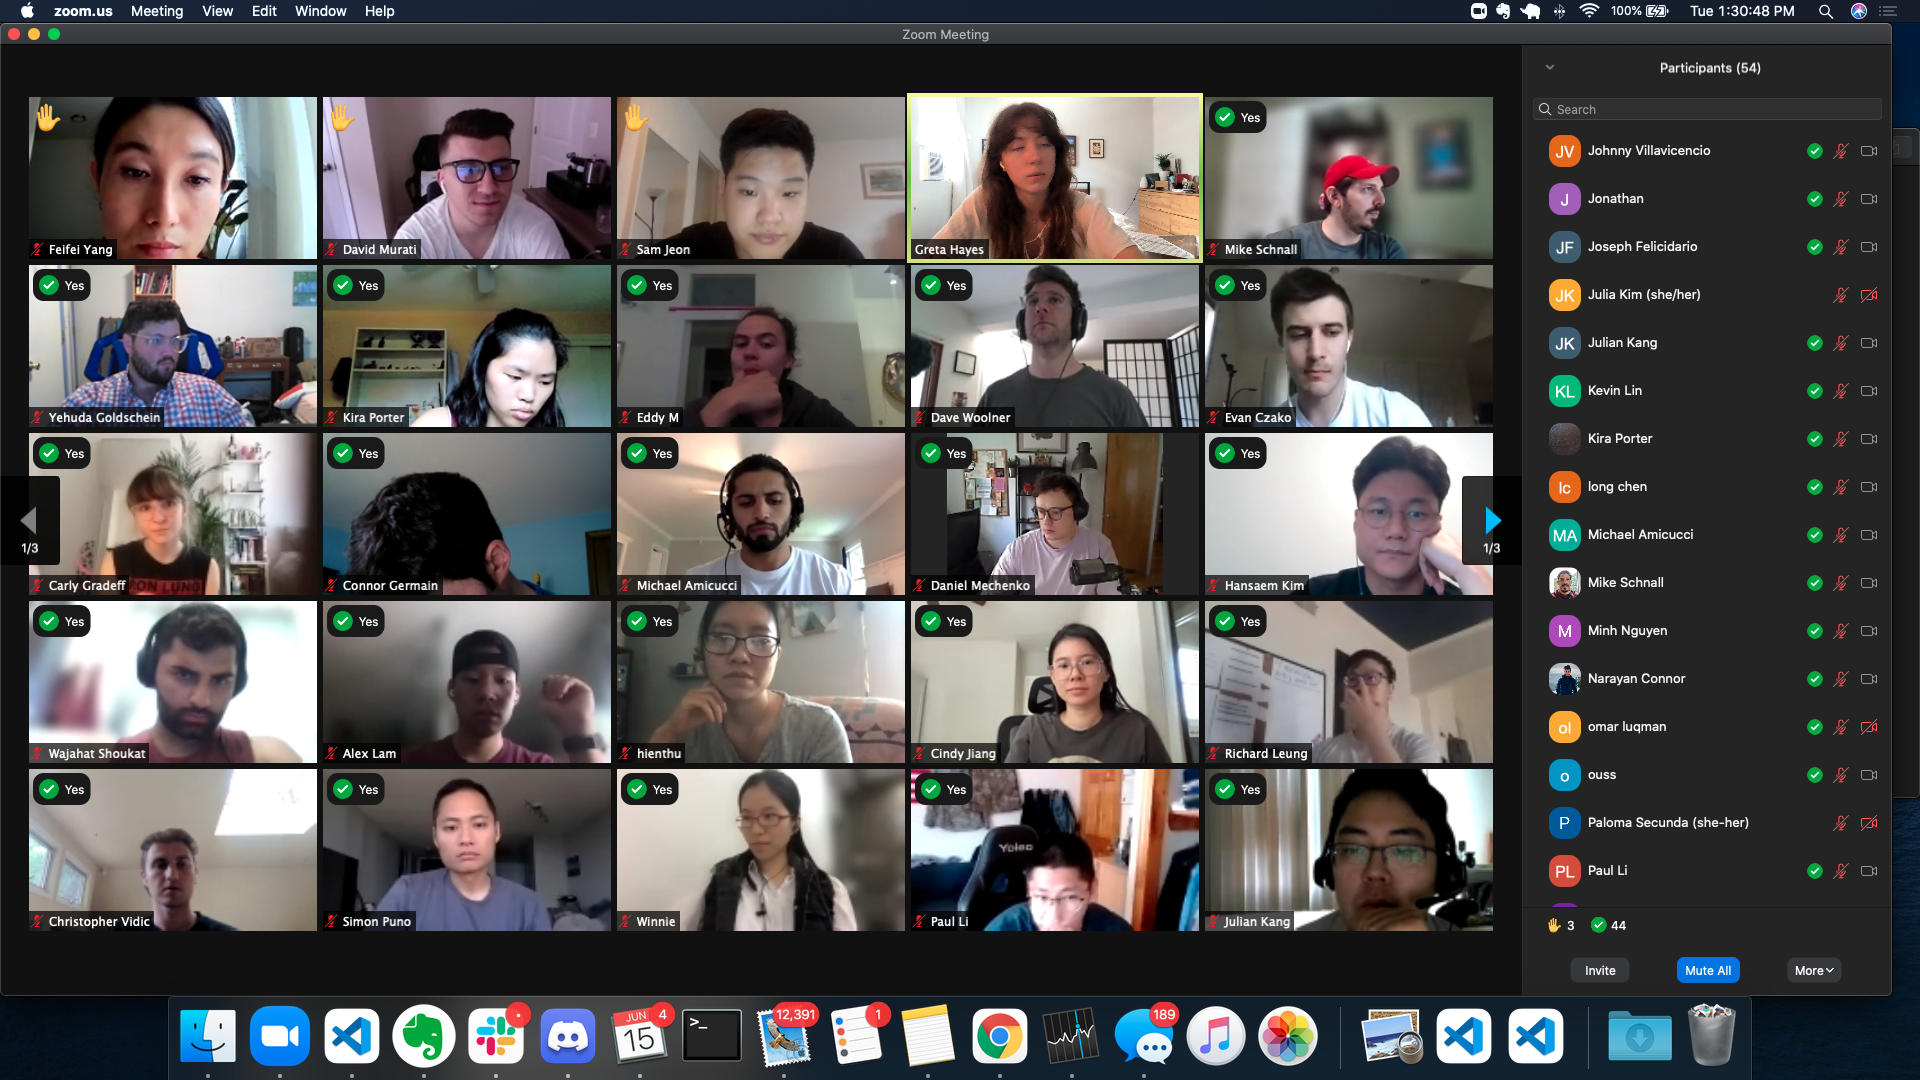 zoom.us Meeting View Edit Window Help 100% Tue 1:30:48 PM
Zoom Meeting
Participants (54)
Search
Feifei Yang
David Murati
Sam Jeon
Greta Hayes
Yes
Mike Schnall
Yes
Yehuda Goldschein
Yes
Kira Porter
Yes
Eddy M
Yes
Dave Woolner
Yes
Evan Czako
Yes
Carly Gradeff
Yes
Connor Germain
Yes
Michael Amicucci
Yes
Daniel Mechenko
Yes
Hansaem Kim
1/3
1/3
Yes
Wajahat Shoukat
Yes
Alex Lam
Yes
hienthu
Yes
Cindy Jiang
Yes
Richard Leung
Yes
Christopher Vidic
Yes
Simon Puno
Yes
Winnie
Yes
Paul Li
Yes
Julian Kang
JV Johnny Villavicencio
J Jonathan
JF Joseph Felicidario
JK Julia Kim (she/her)
JK Julian Kang
KL Kevin Lin
Kira Porter
lc long chen
MA Michael Amicucci
Mike Schnall
M Minh Nguyen
Narayan Connor
ol omar luqman
o ouss
P Paloma Secunda (she-her)
PL Paul Li
3 44
Invite Mute All More
JUN
15
4
>_
12,391
1
189